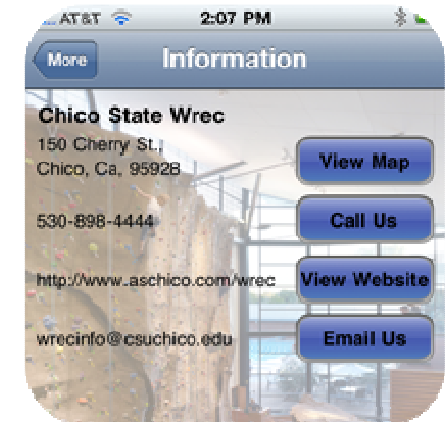 AT&T 2:07 PM
More Information
Chico State Wrec
150 Cherry St.,
Chico, Ca, 95928
View Map
530-898-4444
Call Us
http://www.aschico.com/wrec
View Website
wrecinfo@csuchico.edu
Email Us